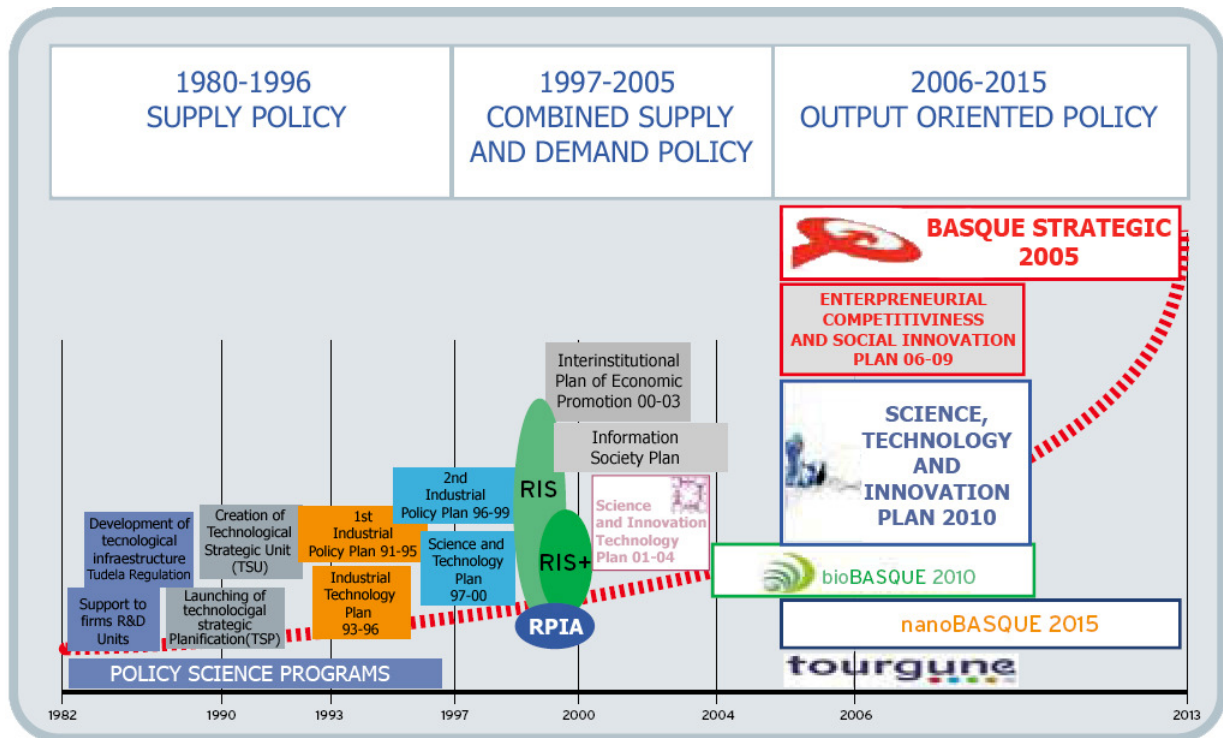 1980-1996
SUPPLY POLICY
1997-2005
COMBINED SUPPLY
AND DEMAND POLICY
2006-2015
OUTPUT ORIENTED POLICY
BASQUE STRATEGIC
2005
ENTERPRENEURIAL
COMPETITIVINESS
AND SOCIAL INNOVATION
PLAN 06-09
Interinstitutional
Plan of Economic
Promotion 00-03
SCIENCE,
TECHNOLOGY
AND
INNOVATION
PLAN 2010
Information
Society Plan
2nd
Industrial
Policy Plan 96-99
RIS
Science
and Innovation
Technology
Plan 01-04
Development of
tecnological
infraestructure
Tudela Regulation
Creation of
Technological
Strategic Unit
(TSU)
1st
Industrial
Policy Plan 91-95
Science and
Technology
Plan
97-00
RIS+
bioBASQUE 2010
Support to
firms R&D
Units
Launching of
technolocigal
strategic
Planification(TSP)
Industrial
Technology
Plan
93-96
RPIA
nanoBASQUE 2015
POLICY SCIENCE PROGRAMS
tourgune
1982
1990
1993
1997
2000
2004
2006
2013